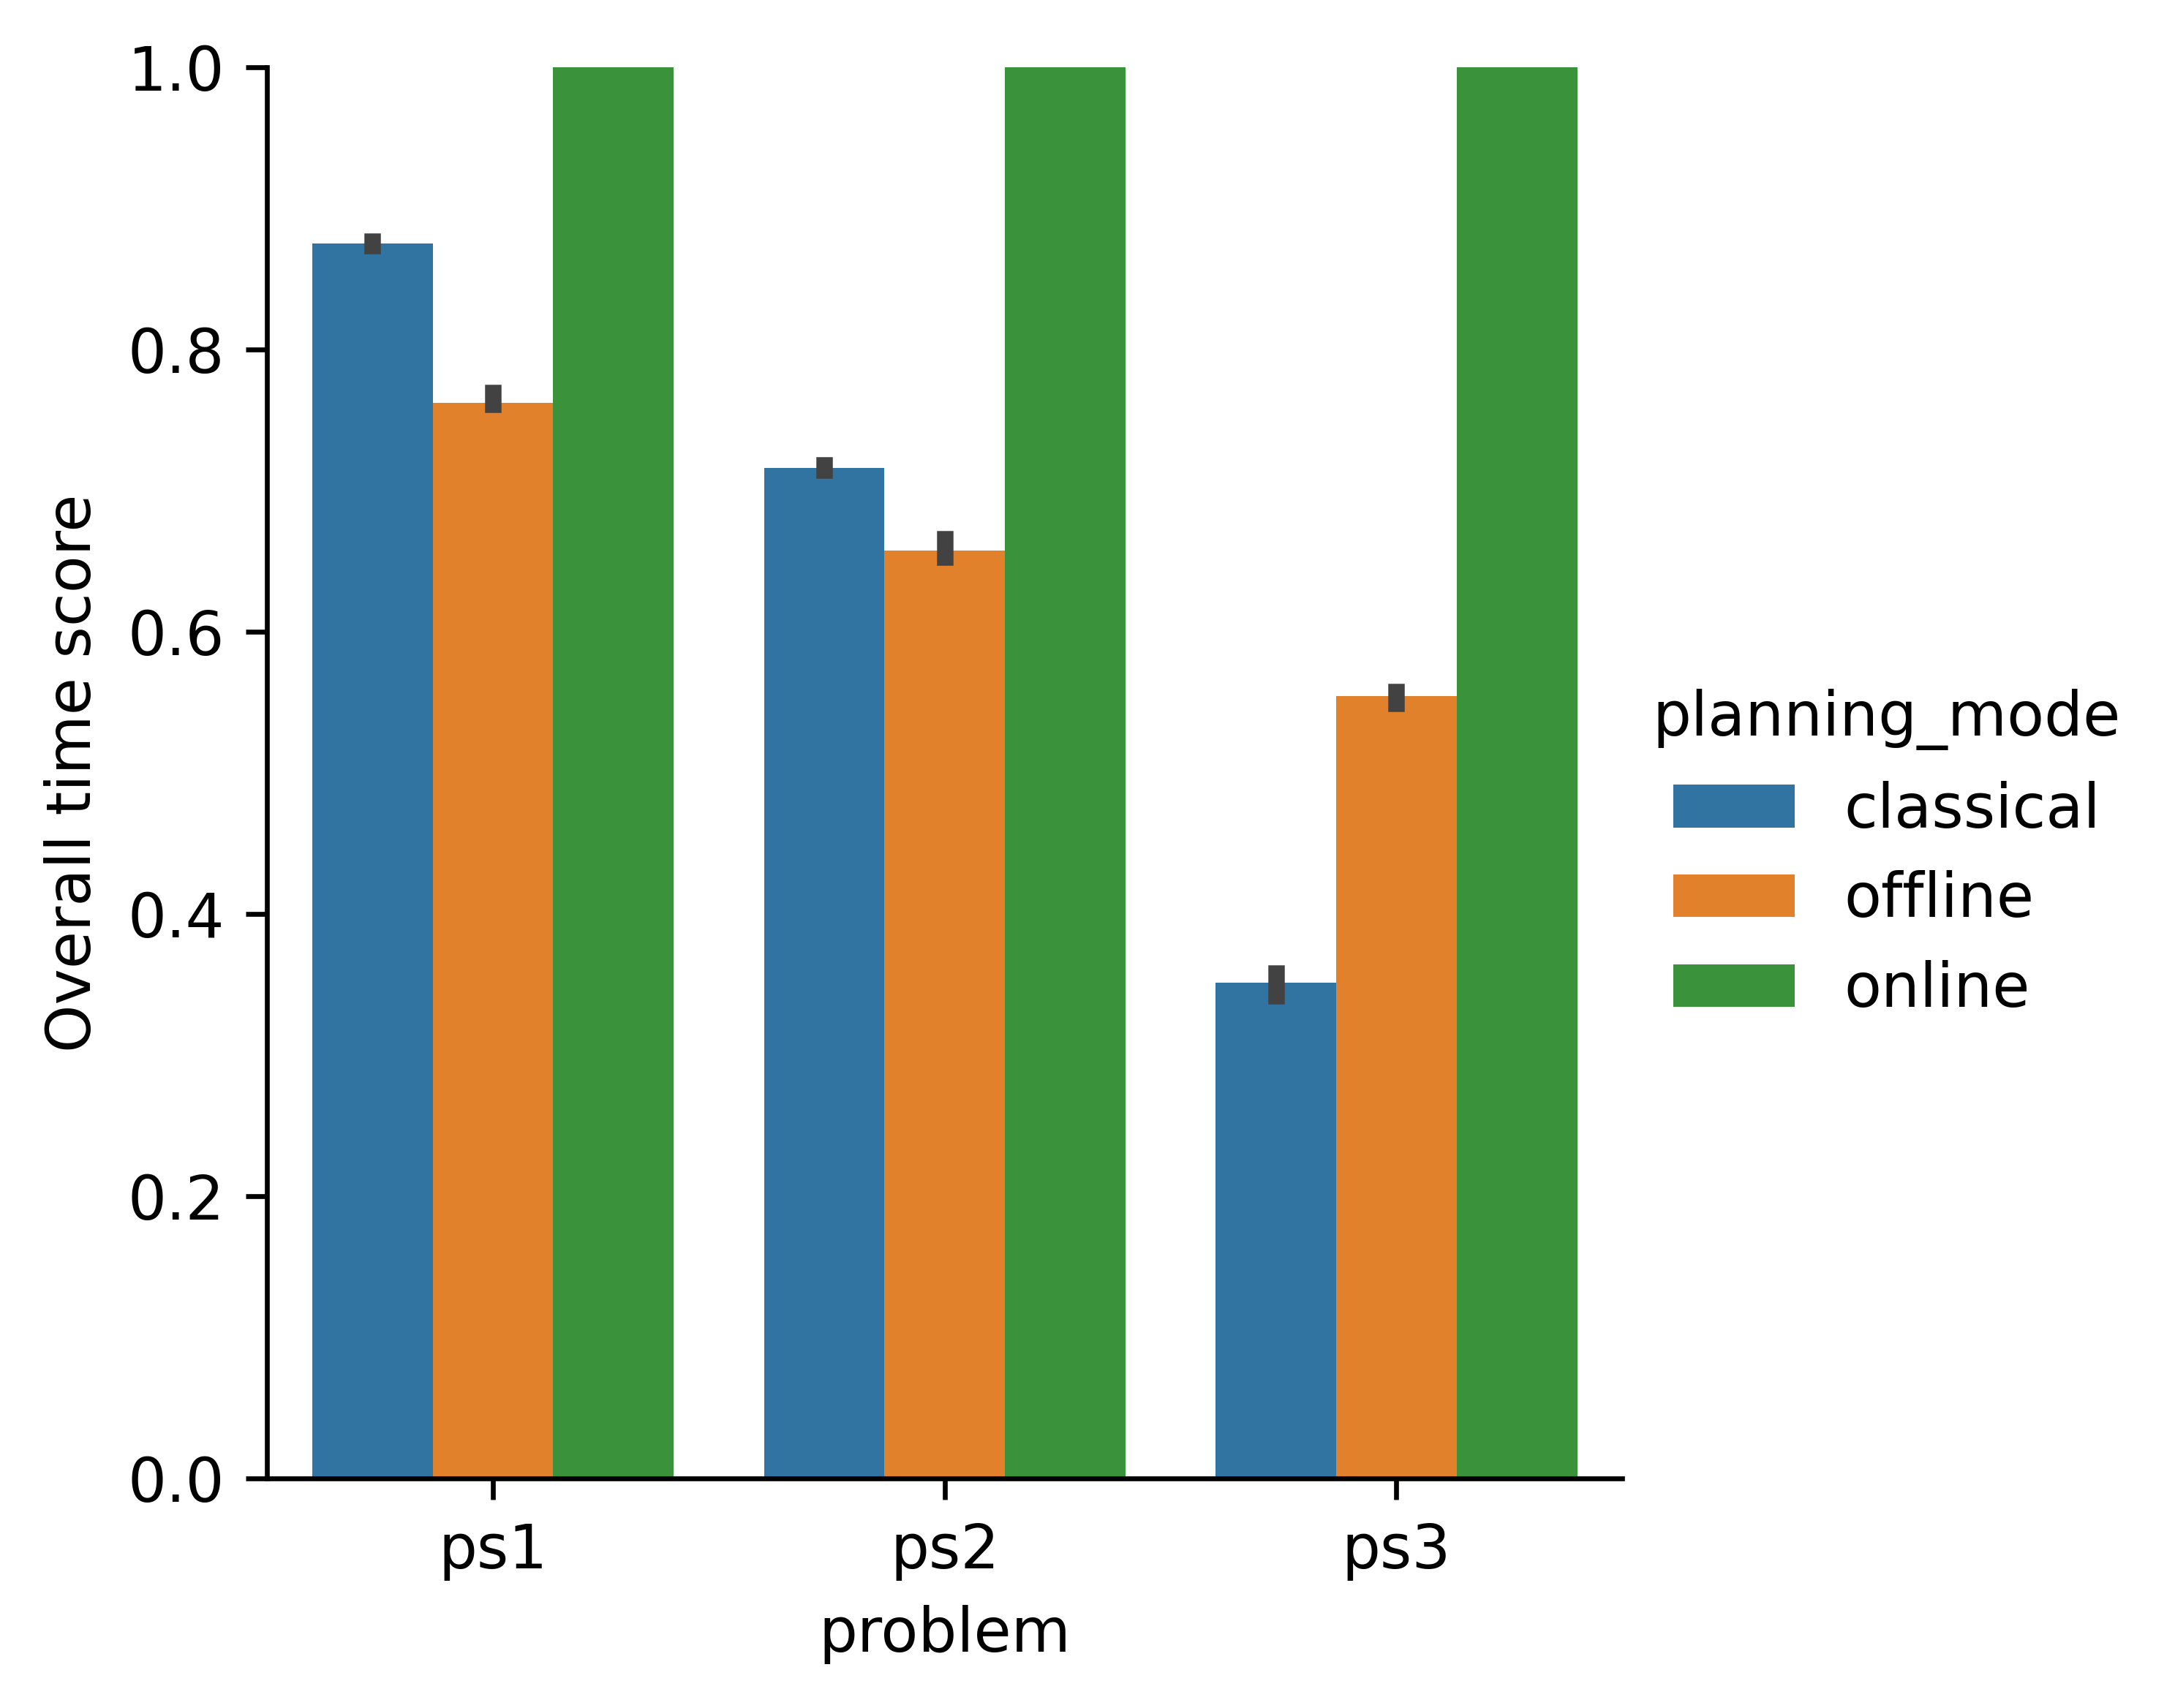 Overall time score
1.0
0.8
0.6
0.4
0.2
0.0
ps1
ps2
ps3
problem
planning_mode
classical
offline
online